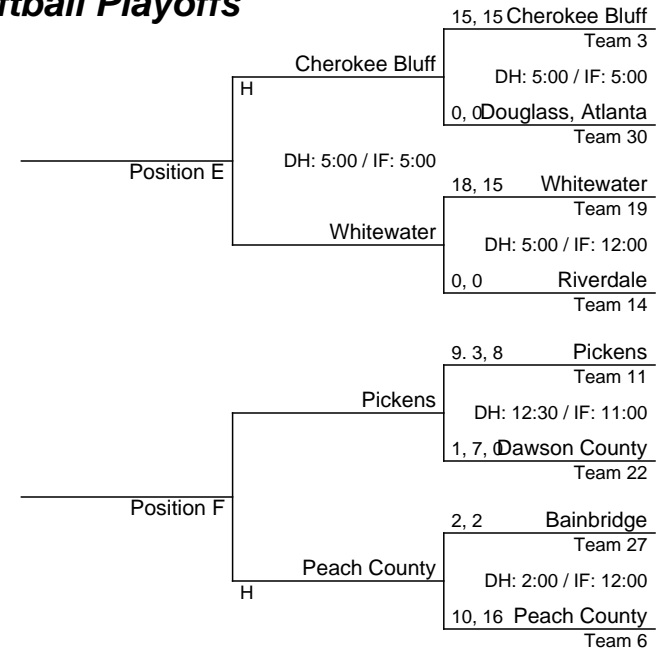 ftball Playoffs
15, 15 Cherokee Bluff
Team 3
Cherokee Bluff
DH: 5:00 / IF: 5:00
H
0, 0 Douglass, Atlanta
Team 30
DH: 5:00 / IF: 5:00
Position E
18, 15 Whitewater
Team 19
Whitewater
DH: 5:00 / IF: 12:00
0, 0 Riverdale
Team 14
9. 3, 8 Pickens
Team 11
Pickens
DH: 12:30 / IF: 11:00
1, 7, 0 Dawson County
Team 22
Position F
2, 2 Bainbridge
Team 27
Peach County
DH: 2:00 / IF: 12:00
H
10, 16 Peach County
Team 6